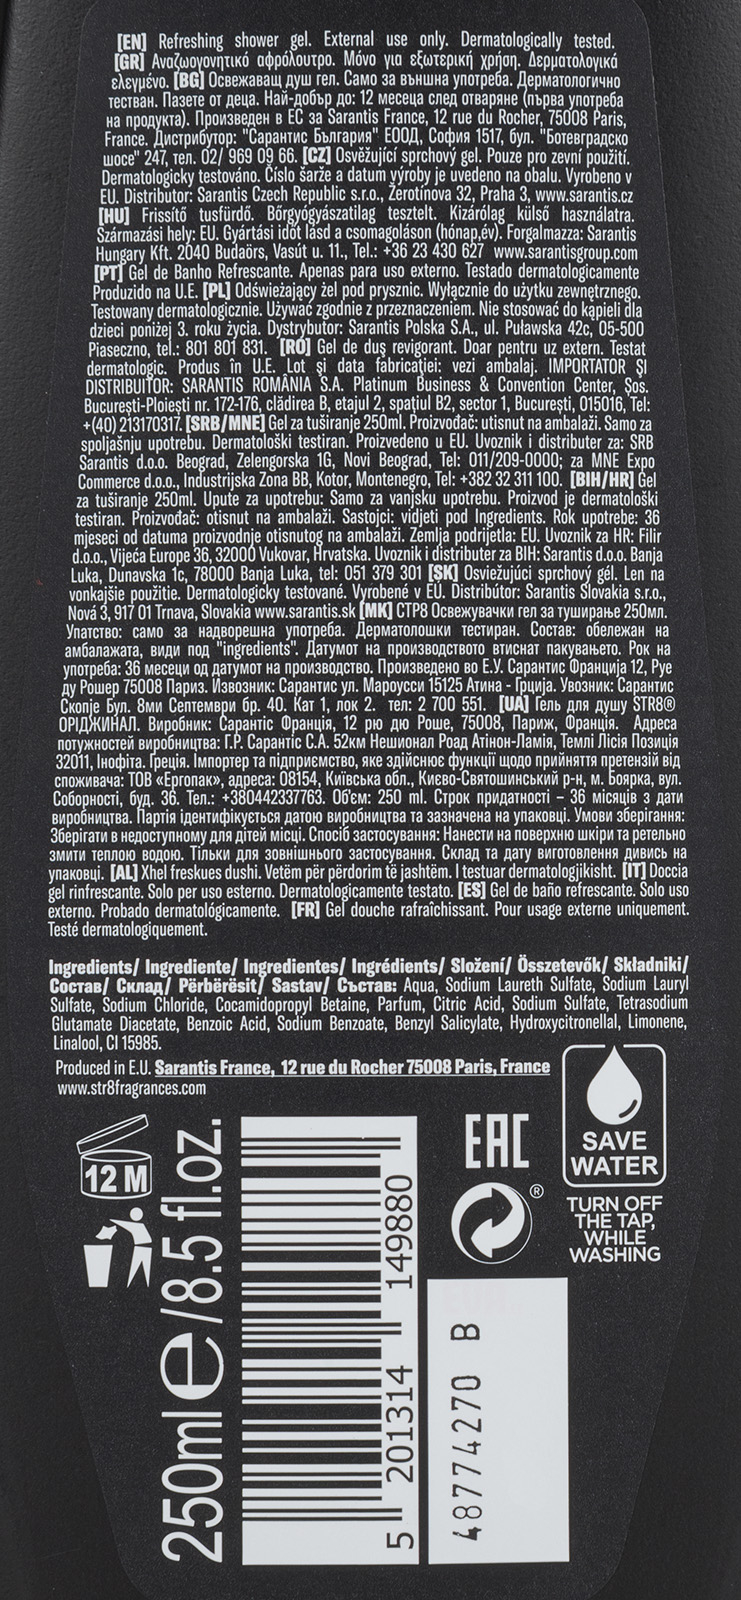 [EN] Refreshing shower gel. External use only. Dermatologically tested.
[GR] Αναζωογονητικό αφρόλουτρο. Μόνο για εξωτερική χρήση. Δερματολογικά
ελεγμένο. [BG] Освежаващ душ гел. Само за външна употреба. Дерматологично
тестван. Пазете от деца. Най-добър до: 12 месеца след отваряне (първа употреба
на продукта). Произведен в ЕС за Sarantis France, 12 rue du Rocher, 75008 Paris,
France. Дистрибутор: "Сарантис България" ЕООД, София 1517, бул. "Ботевградско
шосе" 247, тел. 02/ 969 09 66. [CZ] Osvěžující sprchový gel. Pouze pro zevní použití.
Dermatologicky testováno. Číslo šarže a datum výroby je uvedeno na obalu. Vyrobeno v
EU. Distributor: Sarantis Czech Republic s.r.o., Žerotínova 32, Praha 3, www.sarantis.cz
[HU] Frissítő tusfürdő. Bőrgyógyászatilag tesztelt. Kizárólag külső használatra.
Származási hely: EU. Gyártási időt lásd a csomagoláson (hónap,év). Forgalmazza: Sarantis
Hungary Kft. 2040 Budaörs, Vasút u. 11., Tel.: +36 23 430 627 www.sarantisgroup.com
[PT] Gel de Banho Refrescante. Apenas para uso externo. Testado dermatologicamente
Produzido na U.E. [PL] Odświeżający żel pod prysznic. Wyłącznie do użytku zewnętrznego.
Testowany dermatologicznie. Używać zgodnie z przeznaczeniem. Nie stosować do kąpieli dla
dzieci poniżej 3. roku życia. Dystrybutor: Sarantis Polska S.A., ul. Puławska 42c, 05-500
Piaseczno, tel.: 801 801 831. [RO] Gel de duş revigorant. Doar pentru uz extern. Testat
dermatologic. Produs în U.E. Lot şi data fabricaţiei: vezi ambalaj. IMPORTATOR ŞI
DISTRIBUITOR: SARANTIS ROMÂNIA S.A. Platinum Business & Convention Center, Şos.
Bucureşti-Ploieşti nr. 172-176, clădirea B, etajul 2, spaţiul B2, sector 1, Bucureşti, 015016, Tel:
+(40) 213170317. [SRB/MNE] Gel za tuširanje 250ml. Proizvođač: utisnut na ambalaži. Samo za
spoljašnju upotrebu. Dermatološki testiran. Proizvedeno u EU. Uvoznik i distributer za: SRB
Sarantis d.o.o. Beograd, Zelengorska 1G, Novi Beograd, Tel: 011/209-0000; za MNE Expo
Commerce d.o.o., Industrijska Zona BB, Kotor, Montenegro, Tel: +382 32 311 100. [BIH/HR] Gel
za tuširanje 250ml. Upute za upotrebu: Samo za vanjsku upotrebu. Proizvod je dermatološki
testiran. Proizvođač: otisnut na ambalaži. Sastojci: vidjeti pod Ingredients. Rok upotrebe: 36
mjeseci od datuma proizvodnje otisnutog na ambalaži. Zemlja podrijetla: EU. Uvoznik za HR: Filir
d.o.o., Vijeća Europe 36, 32000 Vukovar, Hrvatska. Uvoznik i distributer za BIH: Sarantis d.o.o. Banja
Luka, Dunavska 1c, 78000 Banja Luka, tel: 051 379 301 [SK] Osviežujúci sprchový gél. Len na
vonkajšie použitie. Dermatologicky testované. Vyrobené v EÚ. Distribútor: Sarantis Slovakia s.r.o.,
Nová 3, 917 01 Trnava, Slovakia www.sarantis.sk [MK] СТР8 Освежувачки гел за туширање 250мл.
Упатство: само за надворешна употреба. Дерматолошки тестиран. Состав: обележан на
амбалажата, види под "ingredients". Датумот на производството втиснат пакувањето. Рок на
употреба: 36 месеци од датумот на производство. Произведено во Е.У. Сарантис Франција 12, Руе
ду Рошер 75008 Париз. Извозник: Сарантис ул. Мароусси 15125 Атина - Грција. Увозник: Сарантис
Скопје Бул. 8ми Септември бр. 40. Кат 1, лок 2. тел: 2 700 551. [UA] Гель для душу STR8®
ОРІДЖИНАЛ. Виробник: Сарантіс Франція, 12 рю дю Роше, 75008, Париж, Франція. Адреса
потужностей виробництва: Г.Р. Сарантіс С.А. 52км Нешионал Роад Атінон-Ламія, Темлі Лісія Позиція
32011, Інофіта. Греція. Імпортер та підприємство, яке здійснює функції щодо прийняття претензій від
споживача: ТОВ «Ергопак», адреса: 08154, Київська обл., Києво-Святошинський р-н, м. Боярка, вул.
Соборності, буд. 36. Тел.: +380442337763. Об'єм: 250 ml. Строк придатності – 36 місяців з дати
виробництва. Партія ідентифікується датою виробництва та зазначена на упаковці. Умови зберігання:
Зберігати в недоступному для дітей місці. Спосіб застосування: Нанести на поверхню шкіри та ретельно
змити теплою водою. Тільки для зовнішнього застосування. Склад та дату виготовлення дивись на
упаковці. [AL] Xhel freskues dushi. Vetëm për përdorim të jashtëm. I testuar dermatologjikisht. [IT] Doccia
gel rinfrescante. Solo per uso esterno. Dermatologicamente testato. [ES] Gel de baño refrescante. Solo uso
externo. Probado dermatológicamente. [FR] Gel douche rafraîchissant. Pour usage externe uniquement.
Testé dermatologiquement.
Ingredients/ Ingrediente/ Ingredientes/ Ingrédients/ Složení/ Összetevők/ Składniki/
Состав/ Склад/ Përbërësit/ Sastav/ Състав: Aqua, Sodium Laureth Sulfate, Sodium Lauryl
Sulfate, Sodium Chloride, Cocamidopropyl Betaine, Parfum, Citric Acid, Sodium Sulfate, Tetrasodium
Glutamate Diacetate, Benzoic Acid, Sodium Benzoate, Benzyl Salicylate, Hydroxycitronellal, Limonene,
Linalool, CI 15985.
Produced in E.U. Sarantis France, 12 rue du Rocher 75008 Paris, France
www.str8fragrances.com
12 M
250ml e /8.5 fl.oz.
5 201314 149880
EAC
®
48774270 B
SAVE
WATER
TURN OFF
THE TAP,
WHILE
WASHING